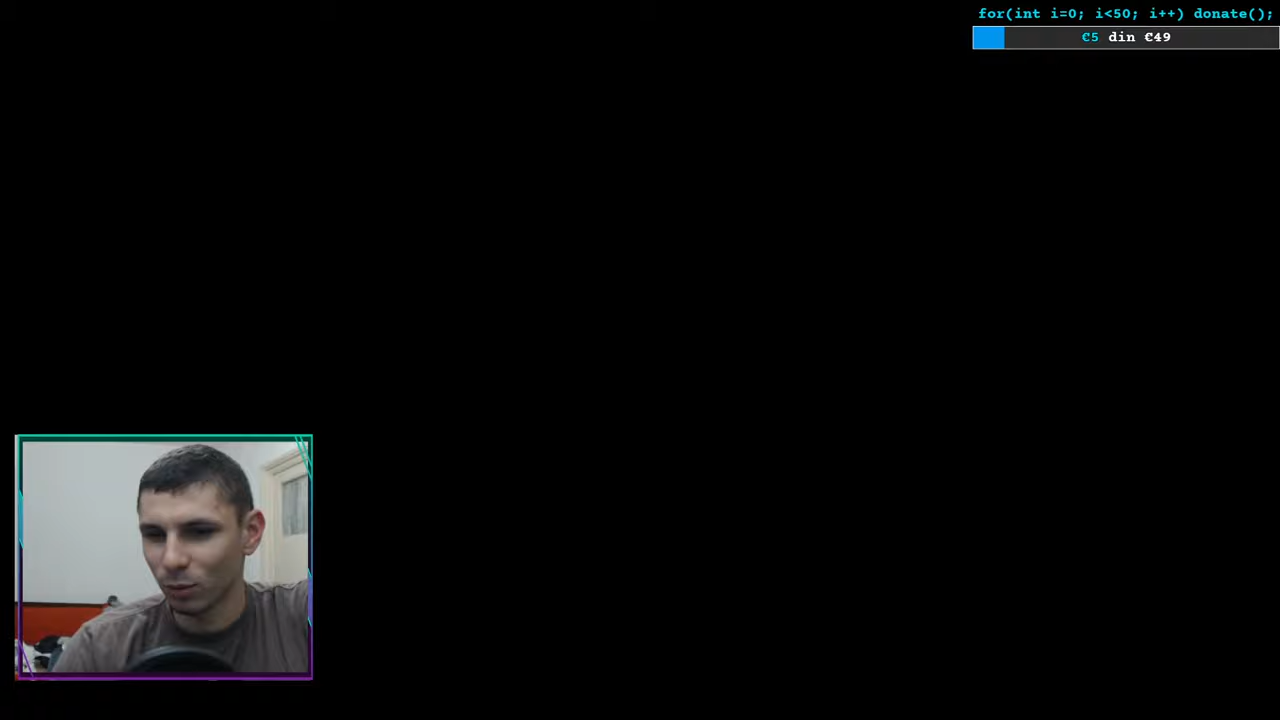 for(int i=0; i<50; i++) donate();
€5 din €49